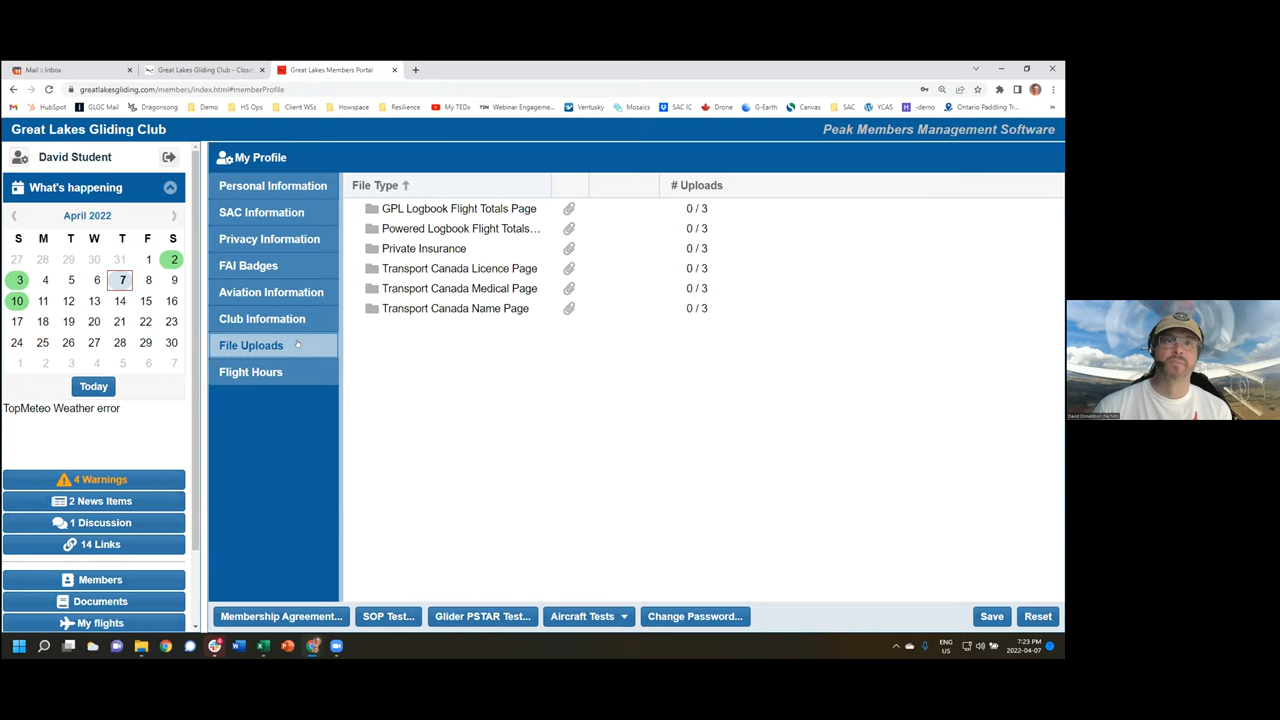 Mail :: Inbox
Great Lakes Gliding Club - Close
Great Lakes Members Portal
greatlakesgliding.com/members/index.html#memberProfile
HubSpot
GLGC Mail
Dragonsong
Demo
HS Ops
Client WSs
Howspace
Resilience
My TEDx
TSN Webinar Engageme...
Ventusky
Mosaics
SAC IC
Drone
G-Earth
Canvas
SAC
YCAS
-demo
Ontario Paddling Tr...
Great Lakes Gliding Club
Peak Members Management Software
David Student
What's happening
April 2022
S M T W T F S
27 28 29 30 31 1 2
3 4 5 6 7 8 9
10 11 12 13 14 15 16
17 18 19 20 21 22 23
24 25 26 27 28 29 30
1 2 3 4 5 6 7
Today
TopMeteo Weather error
4 Warnings
2 News Items
1 Discussion
14 Links
Members
Documents
My flights
My Profile
Personal Information
SAC Information
Privacy Information
FAI Badges
Aviation Information
Club Information
File Uploads
Flight Hours
File Type # Uploads
GPL Logbook Flight Totals Page 0 / 3
Powered Logbook Flight Totals... 0 / 3
Private Insurance 0 / 3
Transport Canada Licence Page 0 / 3
Transport Canada Medical Page 0 / 3
Transport Canada Name Page 0 / 3
Membership Agreement...
SOP Test...
Glider PSTAR Test...
Aircraft Tests
Change Password...
Save
Reset
ENG
US
7:23 PM
2022-04-07
David Donaldson